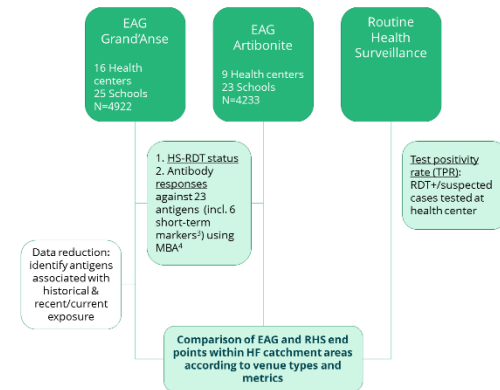 EAG
Grand'Anse
16 Health
centers
25 Schools
N=4922
EAG
Artibonite
9 Health centers
23 Schools
N=4233
Routine
Health
Surveillance
1. HS-RDT status
2. Antibody
responses
against 23
antigens (incl. 6
short-term
markers³) using
MBA⁴
Test positivity
rate (TPR):
RDT+/suspected
cases tested at
health center
Data reduction:
identify antigens
associated with
historical &
recent/current
exposure
Comparison of EAG and RHS end
points within HF catchment areas
according to venue types and
metrics